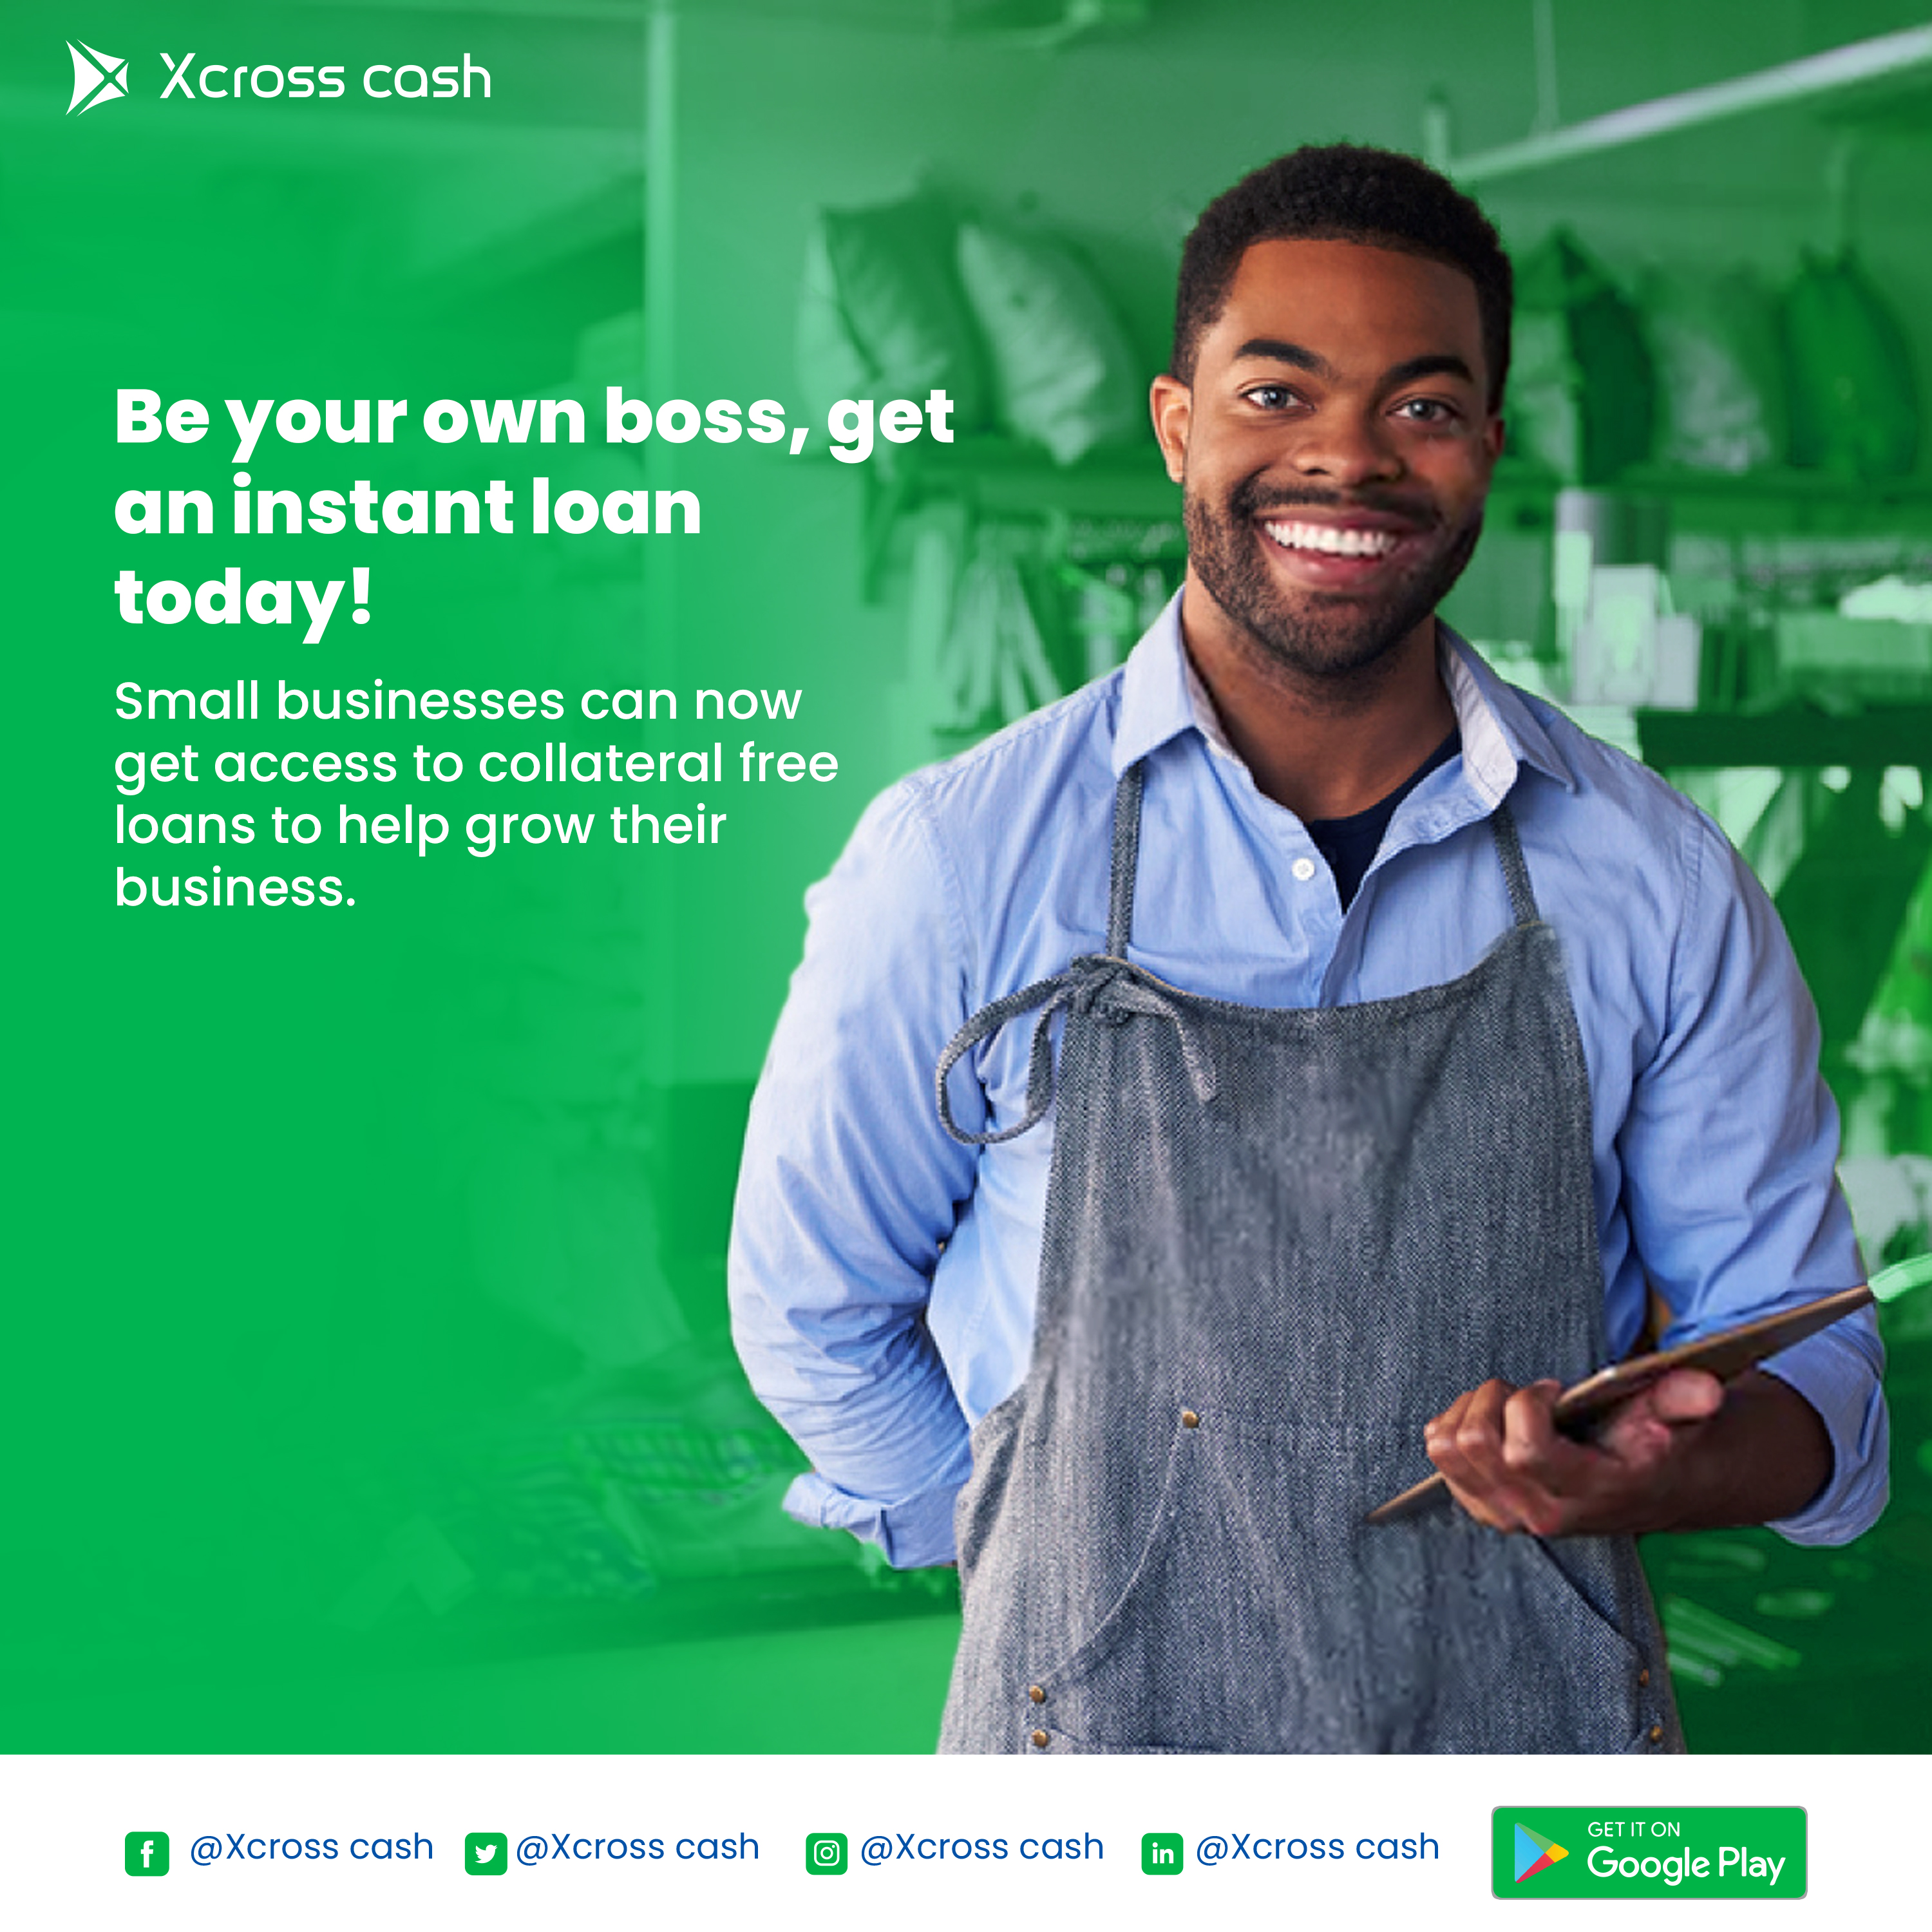 Xcross cash
Be your own boss, get
an instant loan
today!
Small businesses can now
get access to collateral free
loans to help grow their
business.
@Xcross cash @Xcross cash @Xcross cash @Xcross cash
GET IT ON
Google Play